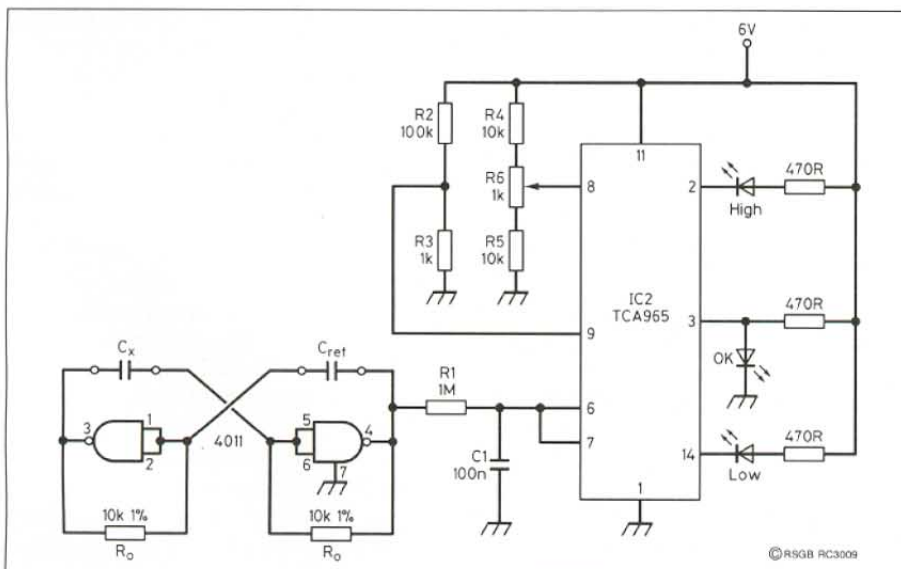 6V
R2
100k
R4
10k
R6
1k
R3
1k
R5
10k
11
8
9
6
7
1
2
3
14
IC2
TCA965
470R
High
470R
OK
470R
Low
Cx
Cref
R1
1M
C1
100n
3
1
2
4011
5
6
4
7
10k 1%
Ro
10k 1%
Ro
©RSGB RC3009